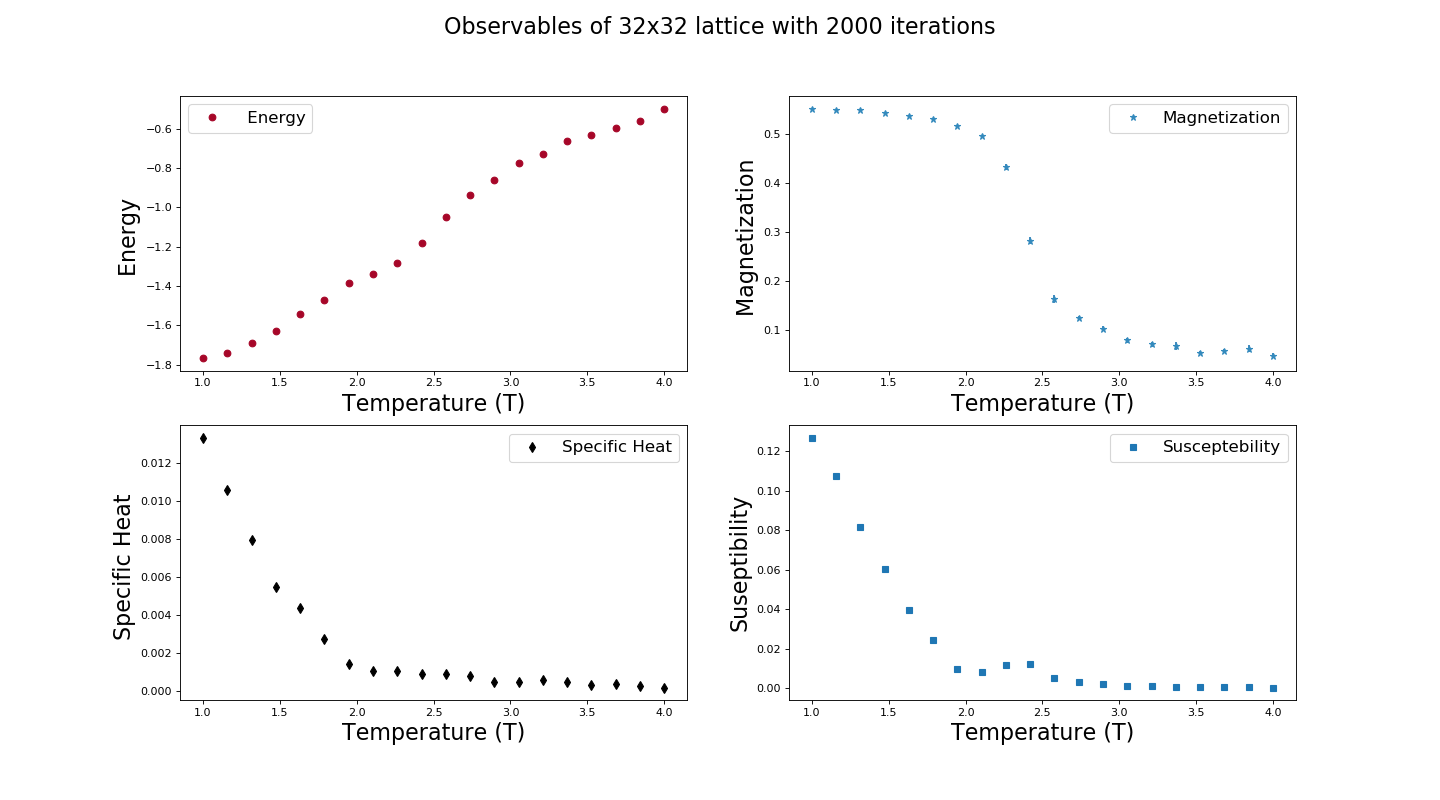 Observables of 32x32 lattice with 2000 iterations
Energy
Energy
−0.6
−0.8
−1.0
−1.2
−1.4
−1.6
−1.8
1.0 1.5 2.0 2.5 3.0 3.5 4.0
Temperature (T)
Magnetization
Magnetization
0.5
0.4
0.3
0.2
0.1
1.0 1.5 2.0 2.5 3.0 3.5 4.0
Temperature (T)
Specific Heat
Specific Heat
0.012
0.010
0.008
0.006
0.004
0.002
0.000
1.0 1.5 2.0 2.5 3.0 3.5 4.0
Temperature (T)
Susceptebility
Suseptibility
0.12
0.10
0.08
0.06
0.04
0.02
0.00
1.0 1.5 2.0 2.5 3.0 3.5 4.0
Temperature (T)